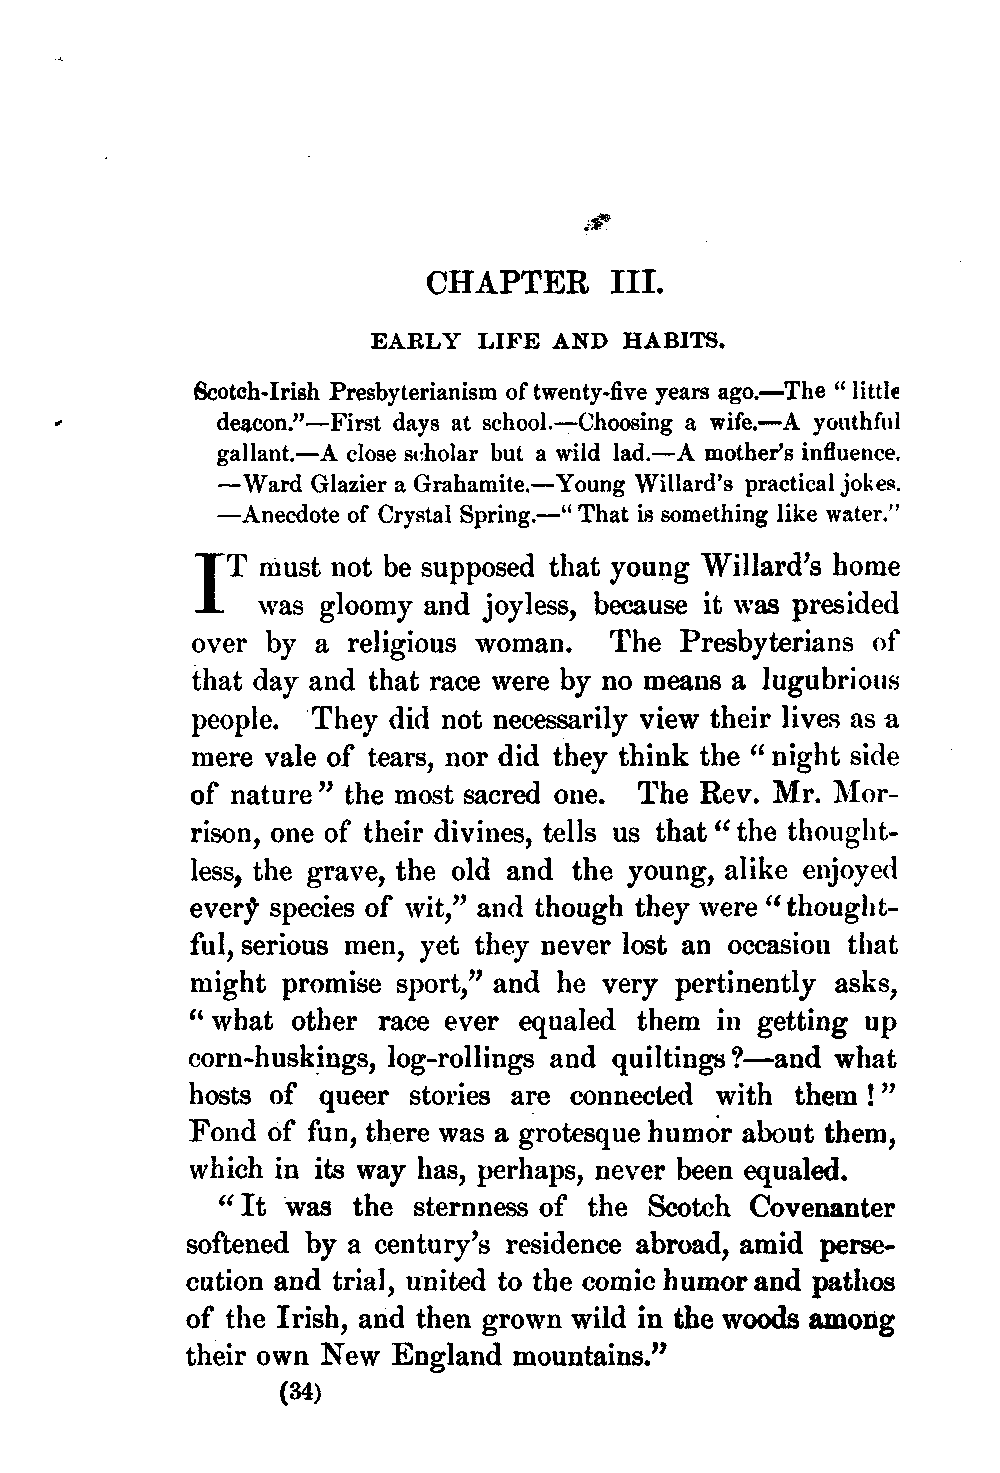 CHAPTER III.
EARLY LIFE AND HABITS.
Scotch-Irish Presbyterianism of twenty-five years ago.—The "little
deacon."—First days at school.—Choosing a wife.—A youthful
gallant.—A close scholar but a wild lad.—A mother's influence.
—Ward Glazier a Grahamite.—Young Willard's practical jokes.
—Anecdote of Crystal Spring.—"That is something like water."
IT must not be supposed that young Willard's home
was gloomy and joyless, because it was presided
over by a religious woman. The Presbyterians of
that day and that race were by no means a lugubrious
people. They did not necessarily view their lives as a
mere vale of tears, nor did they think the "night side
of nature" the most sacred one. The Rev. Mr. Mor-
rison, one of their divines, tells us that "the thought-
less, the grave, the old and the young, alike enjoyed
every species of wit," and though they were "thought-
ful, serious men, yet they never lost an occasion that
might promise sport," and he very pertinently asks,
"what other race ever equaled them in getting up
corn-huskings, log-rollings and quiltings?—and what
hosts of queer stories are connected with them!"
Fond of fun, there was a grotesque humor about them,
which in its way has, perhaps, never been equaled.
"It was the sternness of the Scotch Covenanter
softened by a century's residence abroad, amid perse-
cution and trial, united to the comic humor and pathos
of the Irish, and then grown wild in the woods among
their own New England mountains."
(34)